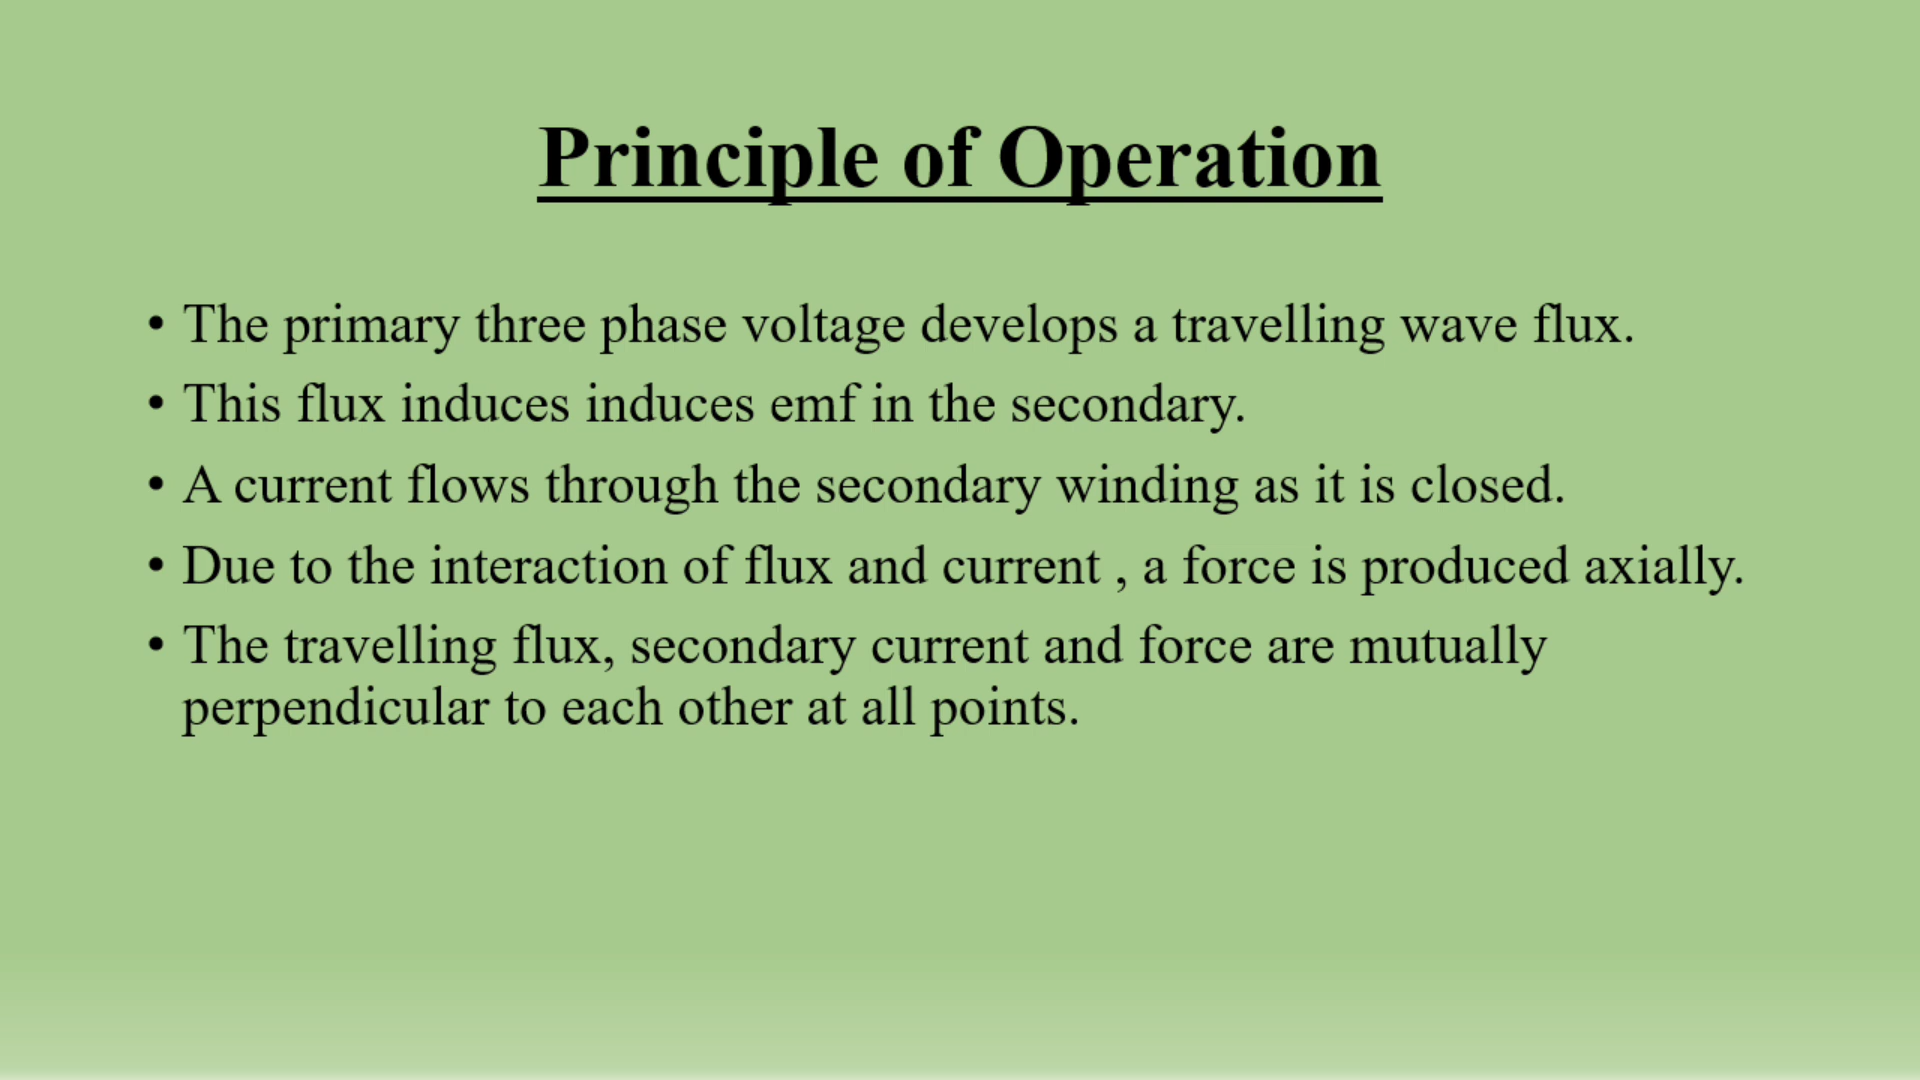 Principle of Operation
• The primary three phase voltage develops a travelling wave flux.
• This flux induces induces emf in the secondary.
• A current flows through the secondary winding as it is closed.
• Due to the interaction of flux and current , a force is produced axially.
• The travelling flux, secondary current and force are mutually
perpendicular to each other at all points.